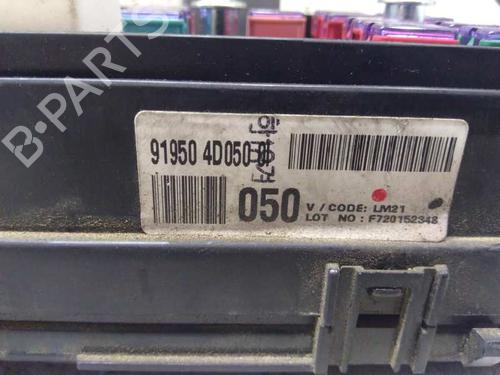 B-PARTS
91950 4D050
050
V / CODE: LM21
LOT NO : F720152348